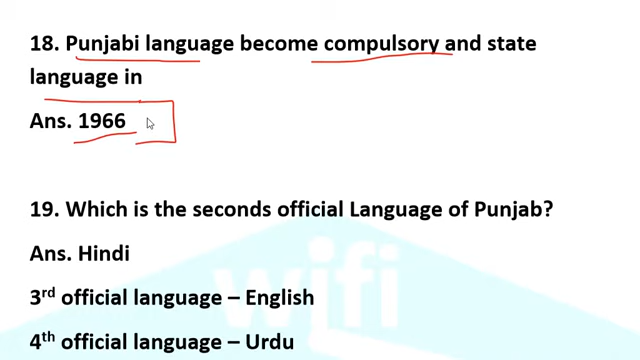 18. Punjabi language become compulsory and state
language in
Ans. 1966
19. Which is the seconds official Language of Punjab?
Ans. Hindi
3rd official language – English
4th official language – Urdu
wifi